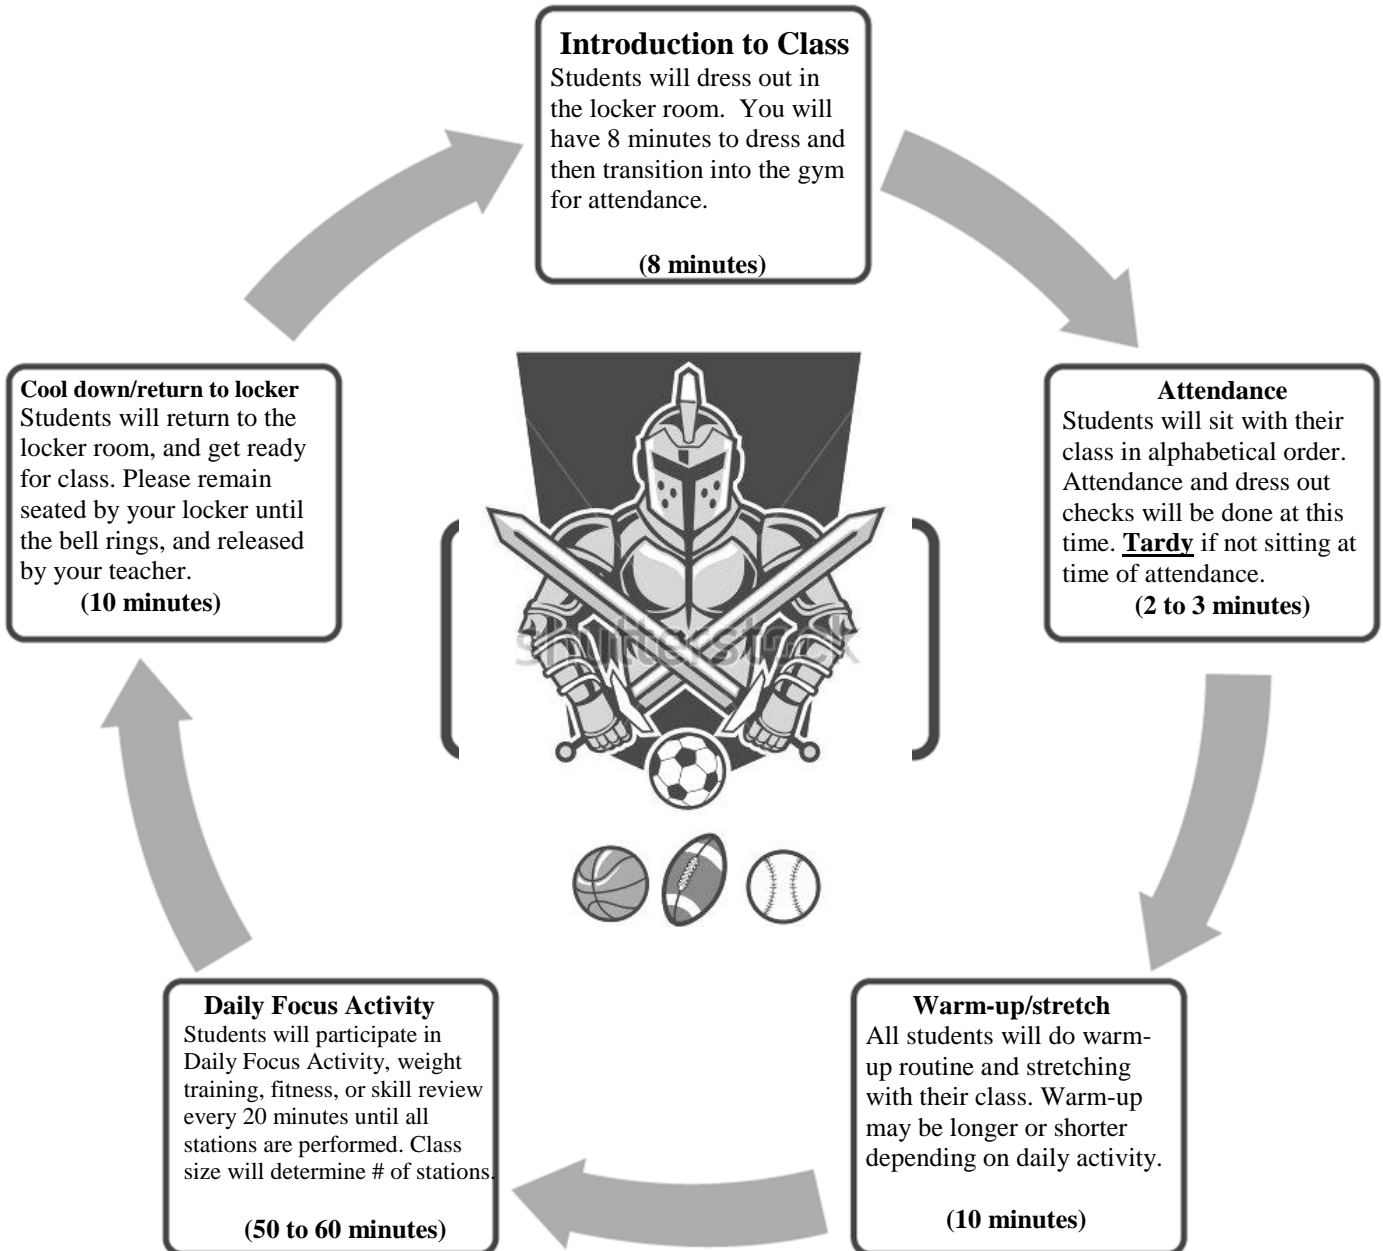 Introduction to Class
Students will dress out in
the locker room.  You will
have 8 minutes to dress and
then transition into the gym
for attendance.
(8 minutes)
Attendance
Students will sit with their
class in alphabetical order.
Attendance and dress out
checks will be done at this
time. Tardy if not sitting at
time of attendance.
(2 to 3 minutes)
Warm-up/stretch
All students will do warm-
up routine and stretching
with their class. Warm-up
may be longer or shorter
depending on daily activity.
(10 minutes)
Daily Focus Activity
Students will participate in
Daily Focus Activity, weight
training, fitness, or skill review
every 20 minutes until all
stations are performed. Class
size will determine # of stations.
(50 to 60 minutes)
Cool down/return to locker
Students will return to the
locker room, and get ready
for class. Please remain
seated by your locker until
the bell rings, and released
by your teacher.
(10 minutes)
shutterstock